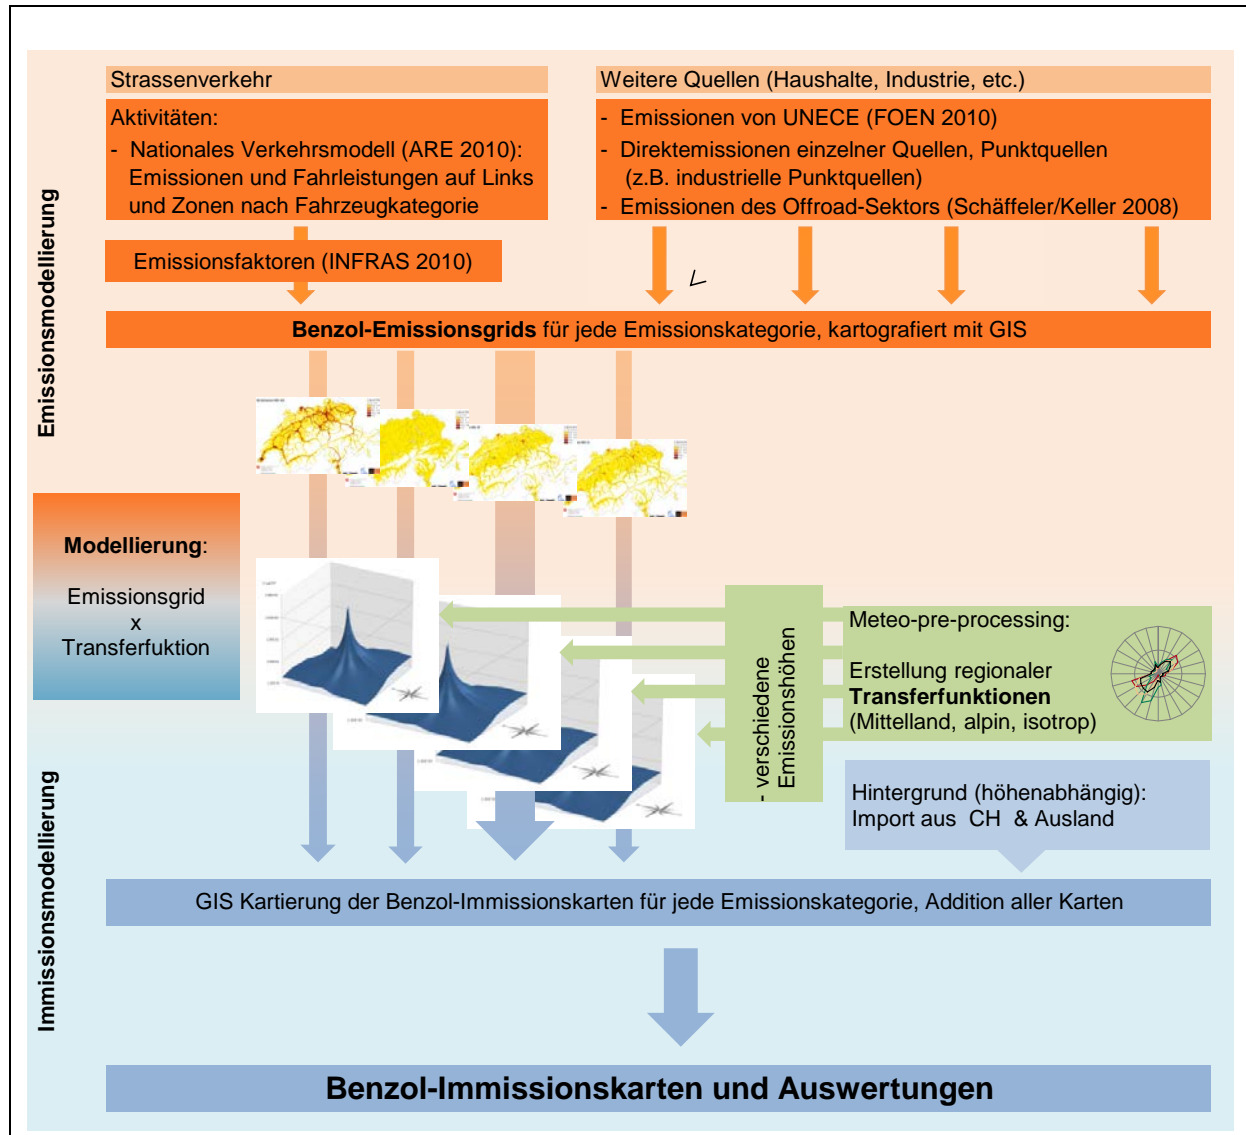 Strassenverkehr
Weitere Quellen (Haushalte, Industrie, etc.)
Aktivitäten:
- Nationales Verkehrsmodell (ARE 2010):
Emissionen und Fahrleistungen auf Links
und Zonen nach Fahrzeugkategorie
- Emissionen von UNECE (FOEN 2010)
- Direktemissionen einzelner Quellen, Punktquellen
(z.B. industrielle Punktquellen)
- Emissionen des Offroad-Sektors (Schäffeler/Keller 2008)
Emissionsfaktoren (INFRAS 2010)
Benzol-Emissionsgrids für jede Emissionskategorie, kartografiert mit GIS
Emissionsmodellierung
Modellierung:
Emissionsgrid
x
Transferfuktion
- verschiedene
Emissionshöhen
Meteo-pre-processing:
Erstellung regionaler
Transferfunktionen
(Mittelland, alpin, isotrop)
Hintergrund (höhenabhängig):
Import aus CH & Ausland
Immissionsmodellierung
GIS Kartierung der Benzol-Immissionskarten für jede Emissionskategorie, Addition aller Karten
Benzol-Immissionskarten und Auswertungen